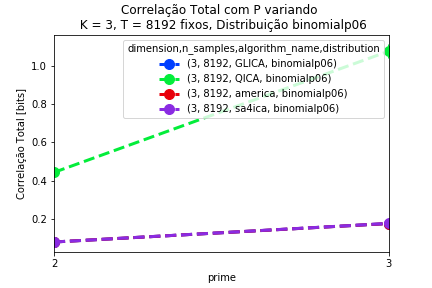 Correlação Total com P variando
K = 3, T = 8192 fixos, Distribuição binomialp06
dimension,n_samples,algorithm_name,distribution
(3, 8192, GLICA, binomialp06)
(3, 8192, QICA, binomialp06)
(3, 8192, america, binomialp06)
(3, 8192, sa4ica, binomialp06)
Correlação Total [bits]
1.0
0.8
0.6
0.4
0.2
2
3
prime